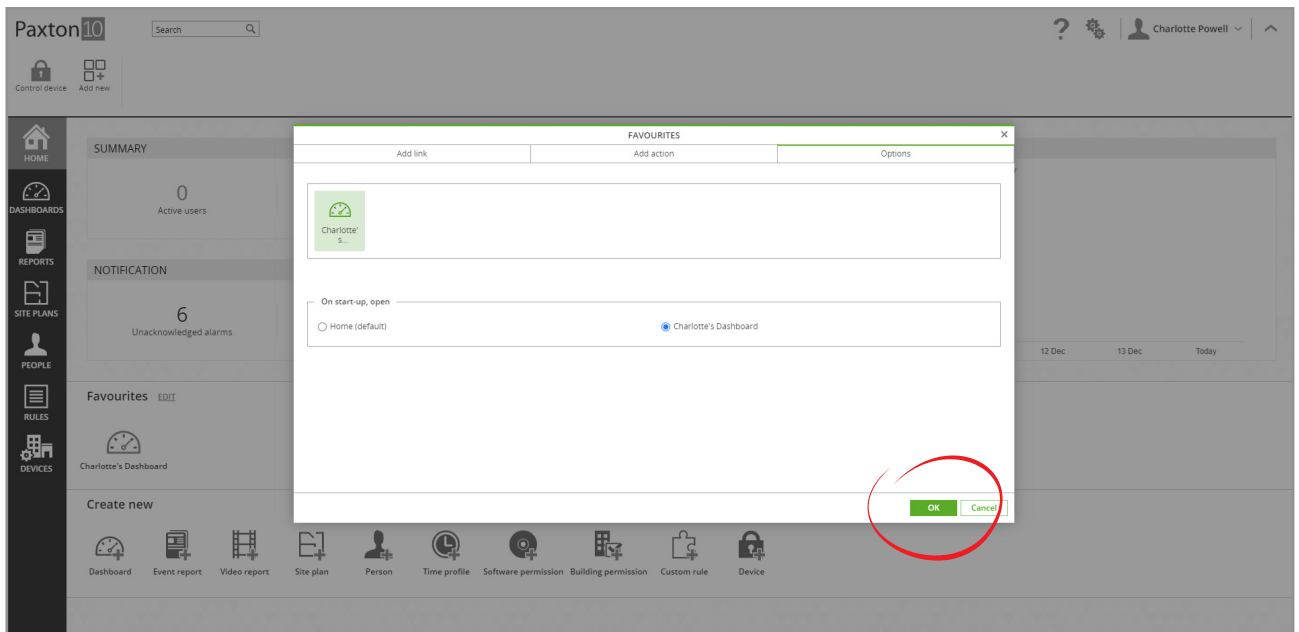 Paxton10
Search
Charlotte Powell
Control device
Add new
HOME
DASHBOARDS
REPORTS
SITE PLANS
PEOPLE
RULES
DEVICES
SUMMARY
0
Active users
NOTIFICATION
6
Unacknowledged alarms
FAVOURITES
Add link
Add action
Options
Charlotte'
s...
On start-up, open
Home (default)
Charlotte's Dashboard
OK
Cancel
12 Dec
13 Dec
Today
Favourites EDIT
Charlotte's Dashboard
Create new
Dashboard
Event report
Video report
Site plan
Person
Time profile
Software permission
Building permission
Custom rule
Device